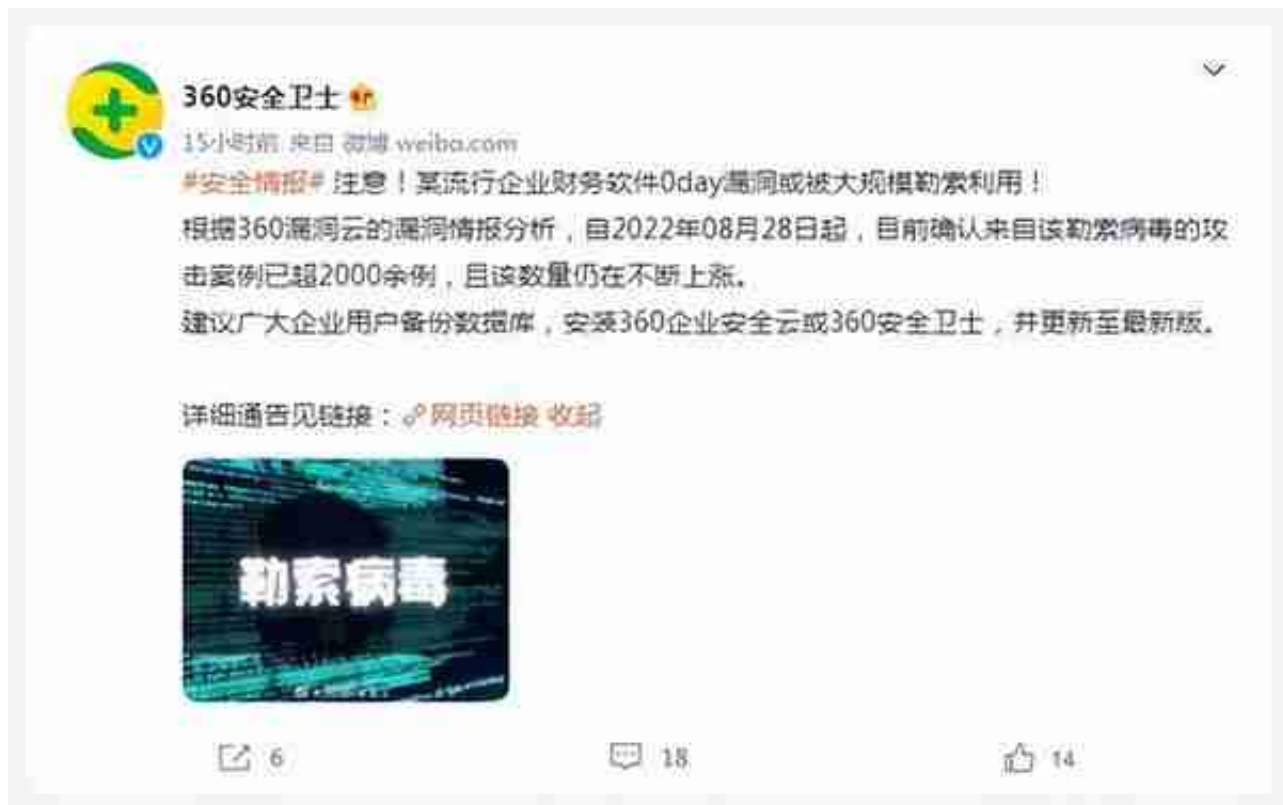 360安全卫士
15小时前 来自 微博 weibo.com
#安全情报# 注意！某流行企业财务软件0day漏洞或被大规模勒索利用！
根据360漏洞云的漏洞情报分析，自2022年08月28日起，目前确认来自该勒索病毒的攻
击案例已超2000余例，且该数量仍在不断上涨。
建议广大企业用户备份数据库，安装360企业安全云或360安全卫士，并更新至最新版。
详细通告见链接：网页链接 收起
勒索病毒
6 18 14